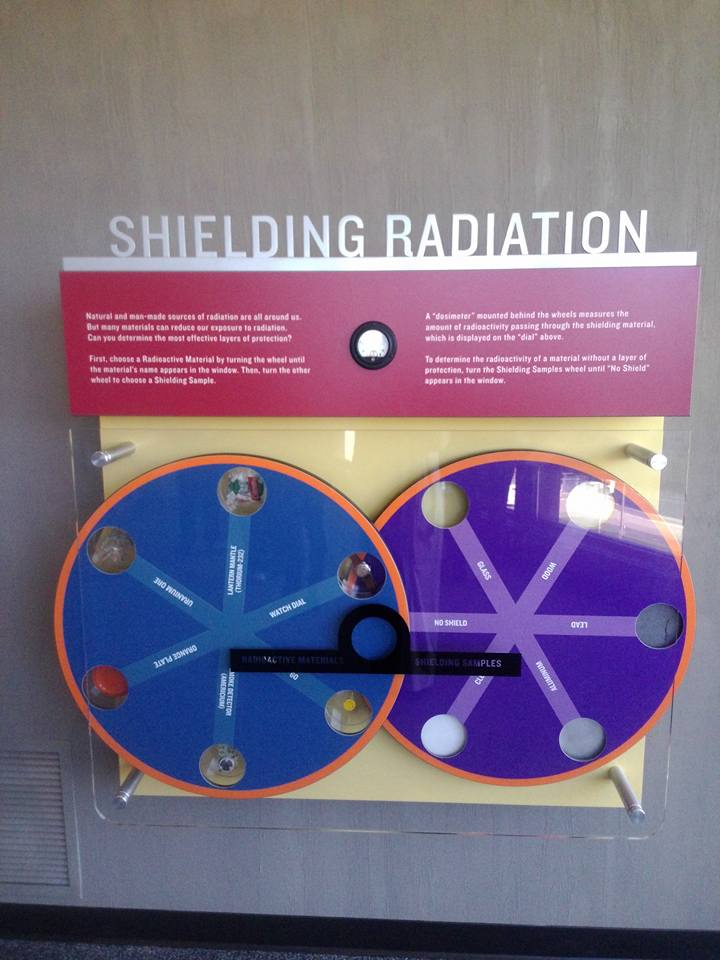 SHIELDING RADIATION
Natural and man-made sources of radiation are all around us.
But many materials can reduce our exposure to radiation.
Can you determine the most effective layers of protection?
First, choose a Radioactive Material by turning the wheel until
the material's name appears in the window. Then, turn the other
wheel to choose a Shielding Sample.
A "dosimeter" mounted behind the wheels measures the
amount of radioactivity passing through the shielding material,
which is displayed on the "dial" above.
To determine the radioactivity of a material without a layer of
protection, turn the Shielding Samples wheel until "No Shield"
appears in the window.
LANTERN MANTLE
(THORIUM-232)
URANIUM ORE
WATCH DIAL
ORANGE PLATE
DETECTOR
(AMERICIUM)
RADIOACTIVE MATERIALS
GLASS
WOOD
NO SHIELD
LEAD
ALUMINUM
SHIELDING SAMPLES